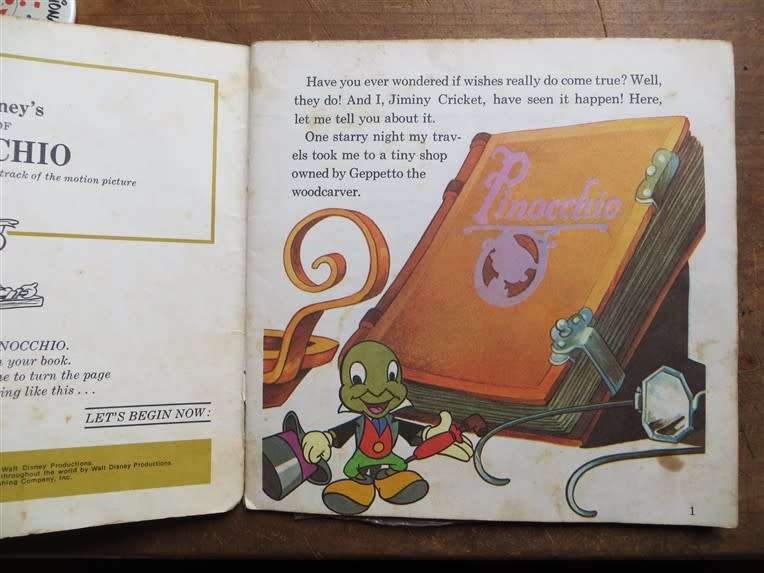 ney's
OF
CHIO
track of the motion picture
NOCCHIO.
your book.
e to turn the page
ing like this . . .
LET'S BEGIN NOW:
Walt Disney Productions.
throughout the world by Walt Disney Productions.
shing Company, Inc.
Have you ever wondered if wishes really do come true? Well,
they do! And I, Jiminy Cricket, have seen it happen! Here,
let me tell you about it.
One starry night my trav-
els took me to a tiny shop
owned by Geppetto the
woodcarver.
Pinocchio
1